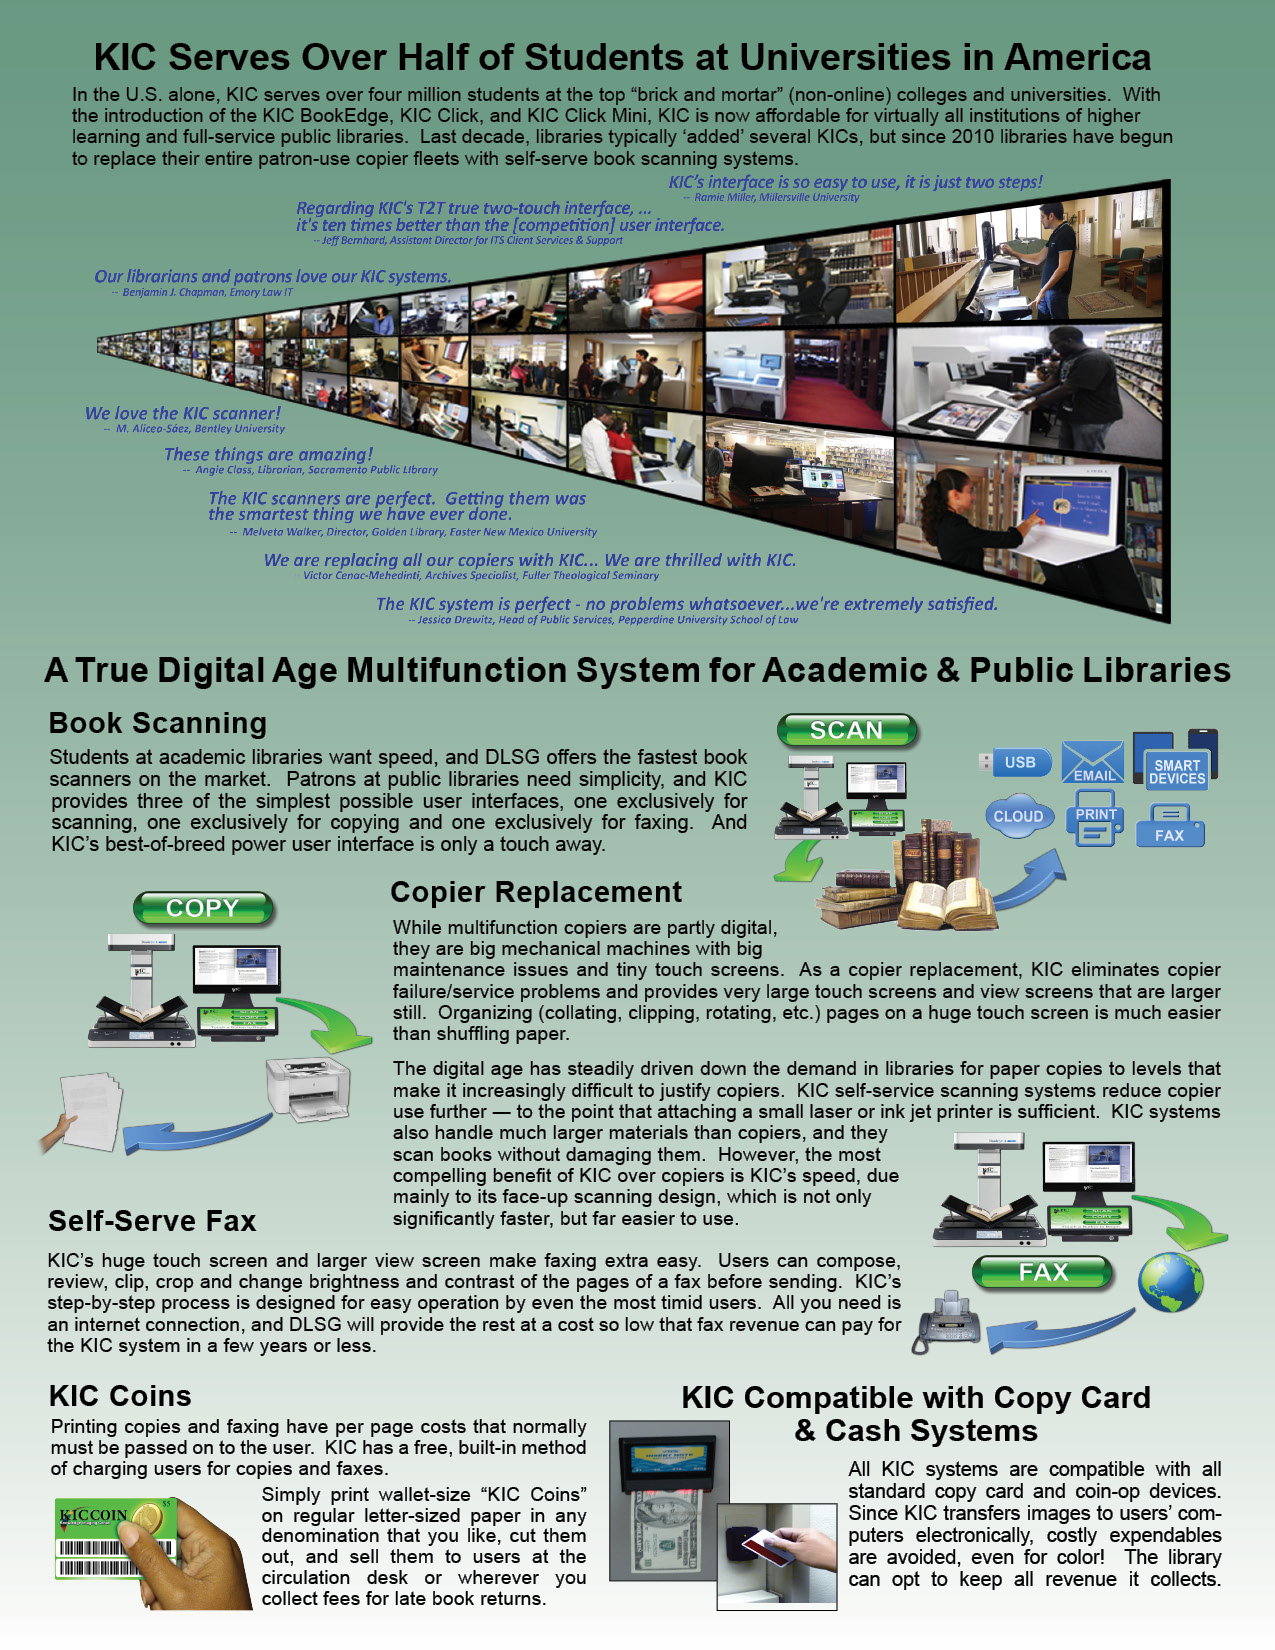 KIC Serves Over Half of Students at Universities in America
In the U.S. alone, KIC serves over four million students at the top “brick and mortar” (non-online) colleges and universities. With
the introduction of the KIC BookEdge, KIC Click, and KIC Click Mini, KIC is now affordable for virtually all institutions of higher
learning and full-service public libraries. Last decade, libraries typically ‘added’ several KICs, but since 2010 libraries have begun
to replace their entire patron-use copier fleets with self-serve book scanning systems.
KIC’s interface is so easy to use, it is just two steps!
-- Ramie Miller, Millersville University
Regarding KIC's T2T true two-touch interface, ...
it's ten times better than the [competition] user interface.
-- Jeff Bernhard, Assistant Director for ITS Client Services & Support
Our librarians and patrons love our KIC systems.
-- Benjamin J. Chapman, Emory Law IT
We love the KIC scanner!
-- M. Aliceo-Sáez, Bentley University
These things are amazing!
-- Angie Class, Librarian, Sacramento Public LIbrary
The KIC scanners are perfect. Getting them was
the smartest thing we have ever done.
-- Melveta Walker, Director, Golden Library, Easter New Mexico University
We are replacing all our copiers with KIC... We are thrilled with KIC.
Victor Cenac-Mehedinti, Archives Specialist, Fuller Theological Seminary
The KIC system is perfect - no problems whatsoever...we're extremely satisfied.
-- Jessica Drewitz, Head of Public Services, Pepperdine University School of Law
A True Digital Age Multifunction System for Academic & Public Libraries
Book Scanning
Students at academic libraries want speed, and DLSG offers the fastest book
scanners on the market. Patrons at public libraries need simplicity, and KIC
provides three of the simplest possible user interfaces, one exclusively for
scanning, one exclusively for copying and one exclusively for faxing. And
KIC’s best-of-breed power user interface is only a touch away.
SCAN
USB
EMAIL
SMART
DEVICES
CLOUD
PRINT
FAX
COPY
Copier Replacement
While multifunction copiers are partly digital,
they are big mechanical machines with big
maintenance issues and tiny touch screens. As a copier replacement, KIC eliminates copier
failure/service problems and provides very large touch screens and view screens that are larger
still. Organizing (collating, clipping, rotating, etc.) pages on a huge touch screen is much easier
than shuffling paper.
The digital age has steadily driven down the demand in libraries for paper copies to levels that
make it increasingly difficult to justify copiers. KIC self-service scanning systems reduce copier
use further — to the point that attaching a small laser or ink jet printer is sufficient. KIC systems
also handle much larger materials than copiers, and they
scan books without damaging them. However, the most
compelling benefit of KIC over copiers is KIC’s speed, due
mainly to its face-up scanning design, which is not only
significantly faster, but far easier to use.
Self-Serve Fax
KIC’s huge touch screen and larger view screen make faxing extra easy. Users can compose,
review, clip, crop and change brightness and contrast of the pages of a fax before sending. KIC’s
step-by-step process is designed for easy operation by even the most timid users. All you need is
an internet connection, and DLSG will provide the rest at a cost so low that fax revenue can pay for
the KIC system in a few years or less.
FAX
KIC Coins
Printing copies and faxing have per page costs that normally
must be passed on to the user. KIC has a free, built-in method
of charging users for copies and faxes.
KICCOIN
$5
Simply print wallet-size “KIC Coins”
on regular letter-sized paper in any
denomination that you like, cut them
out, and sell them to users at the
circulation desk or wherever you
collect fees for late book returns.
KIC Compatible with Copy Card
& Cash Systems
INSERT NOTE
All KIC systems are compatible with all
standard copy card and coin-op devices.
Since KIC transfers images to users’ com-
puters electronically, costly expendables
are avoided, even for color! The library
can opt to keep all revenue it collects.